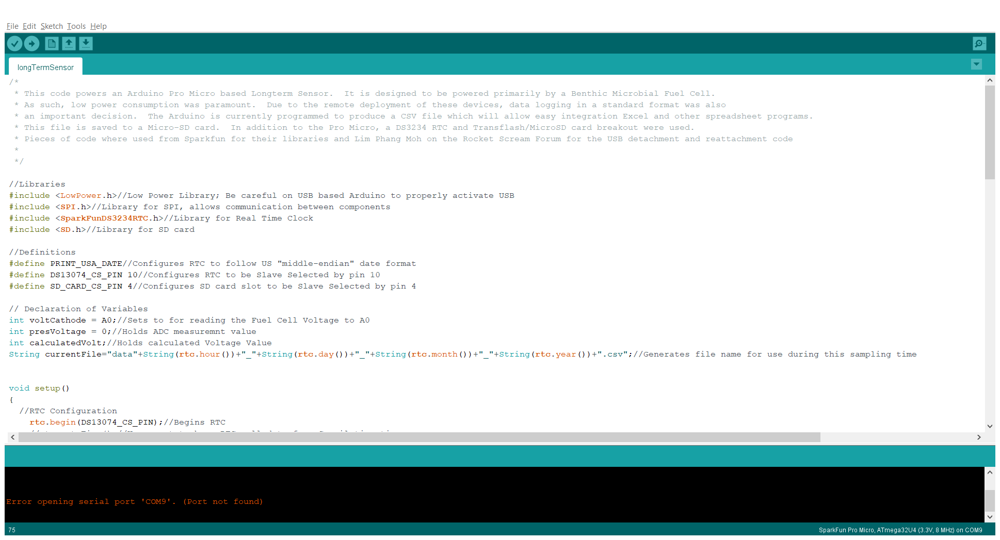 File Edit Sketch Tools Help
longTermSensor
/*
 * This code powers an Arduino Pro Micro based Longterm Sensor.  It is designed to be powered primarily by a Benthic Microbial Fuel Cell.
 * As such, low power consumption was paramount.  Due to the remote deployment of these devices, data logging in a standard format was also
 * an important decision.  The Arduino is currently programmed to produce a CSV file which will allow easy integration Excel and other spreadsheet programs.
 * This file is saved to a Micro-SD card.  In addition to the Pro Micro, a DS3234 RTC and Transflash/MicroSD card breakout were used.
 * Pieces of code where used from Sparkfun for their libraries and Lim Phang Moh on the Rocket Scream Forum for the USB detachment and reattachment code
 *
 */
//Libraries
#include <LowPower.h>//Low Power Library; Be careful on USB based Arduino to properly activate USB
#include <SPI.h>//Library for SPI, allows communication between components
#include <SparkFunDS3234RTC.h>//Library for Real Time Clock
#include <SD.h>//Library for SD card
//Definitions
#define PRINT_USA_DATE//Configures RTC to follow US "middle-endian" date format
#define DS13074_CS_PIN 10//Configures RTC to be Slave Selected by pin 10
#define SD_CARD_CS_PIN 4//Configures SD card slot to be Slave Selected by pin 4
// Declaration of Variables
int voltCathode = A0;//Sets to for reading the Fuel Cell Voltage to A0
int presVoltage = 0;//Holds ADC measuremnt value
int calculatedVolt;//Holds calculated Voltage Value
String currentFile="data"+String(rtc.hour())+"_"+String(rtc.day())+"_"+String(rtc.month())+"_"+String(rtc.year())+".csv";//Generates file name for use during this sampling time
void setup()
{
  //RTC Configuration
    rtc.begin(DS13074_CS_PIN);//Begins RTC
Error opening serial port 'COM9'. (Port not found)
75
SparkFun Pro Micro, ATmega32U4 (3.3V, 8 MHz) on COM9